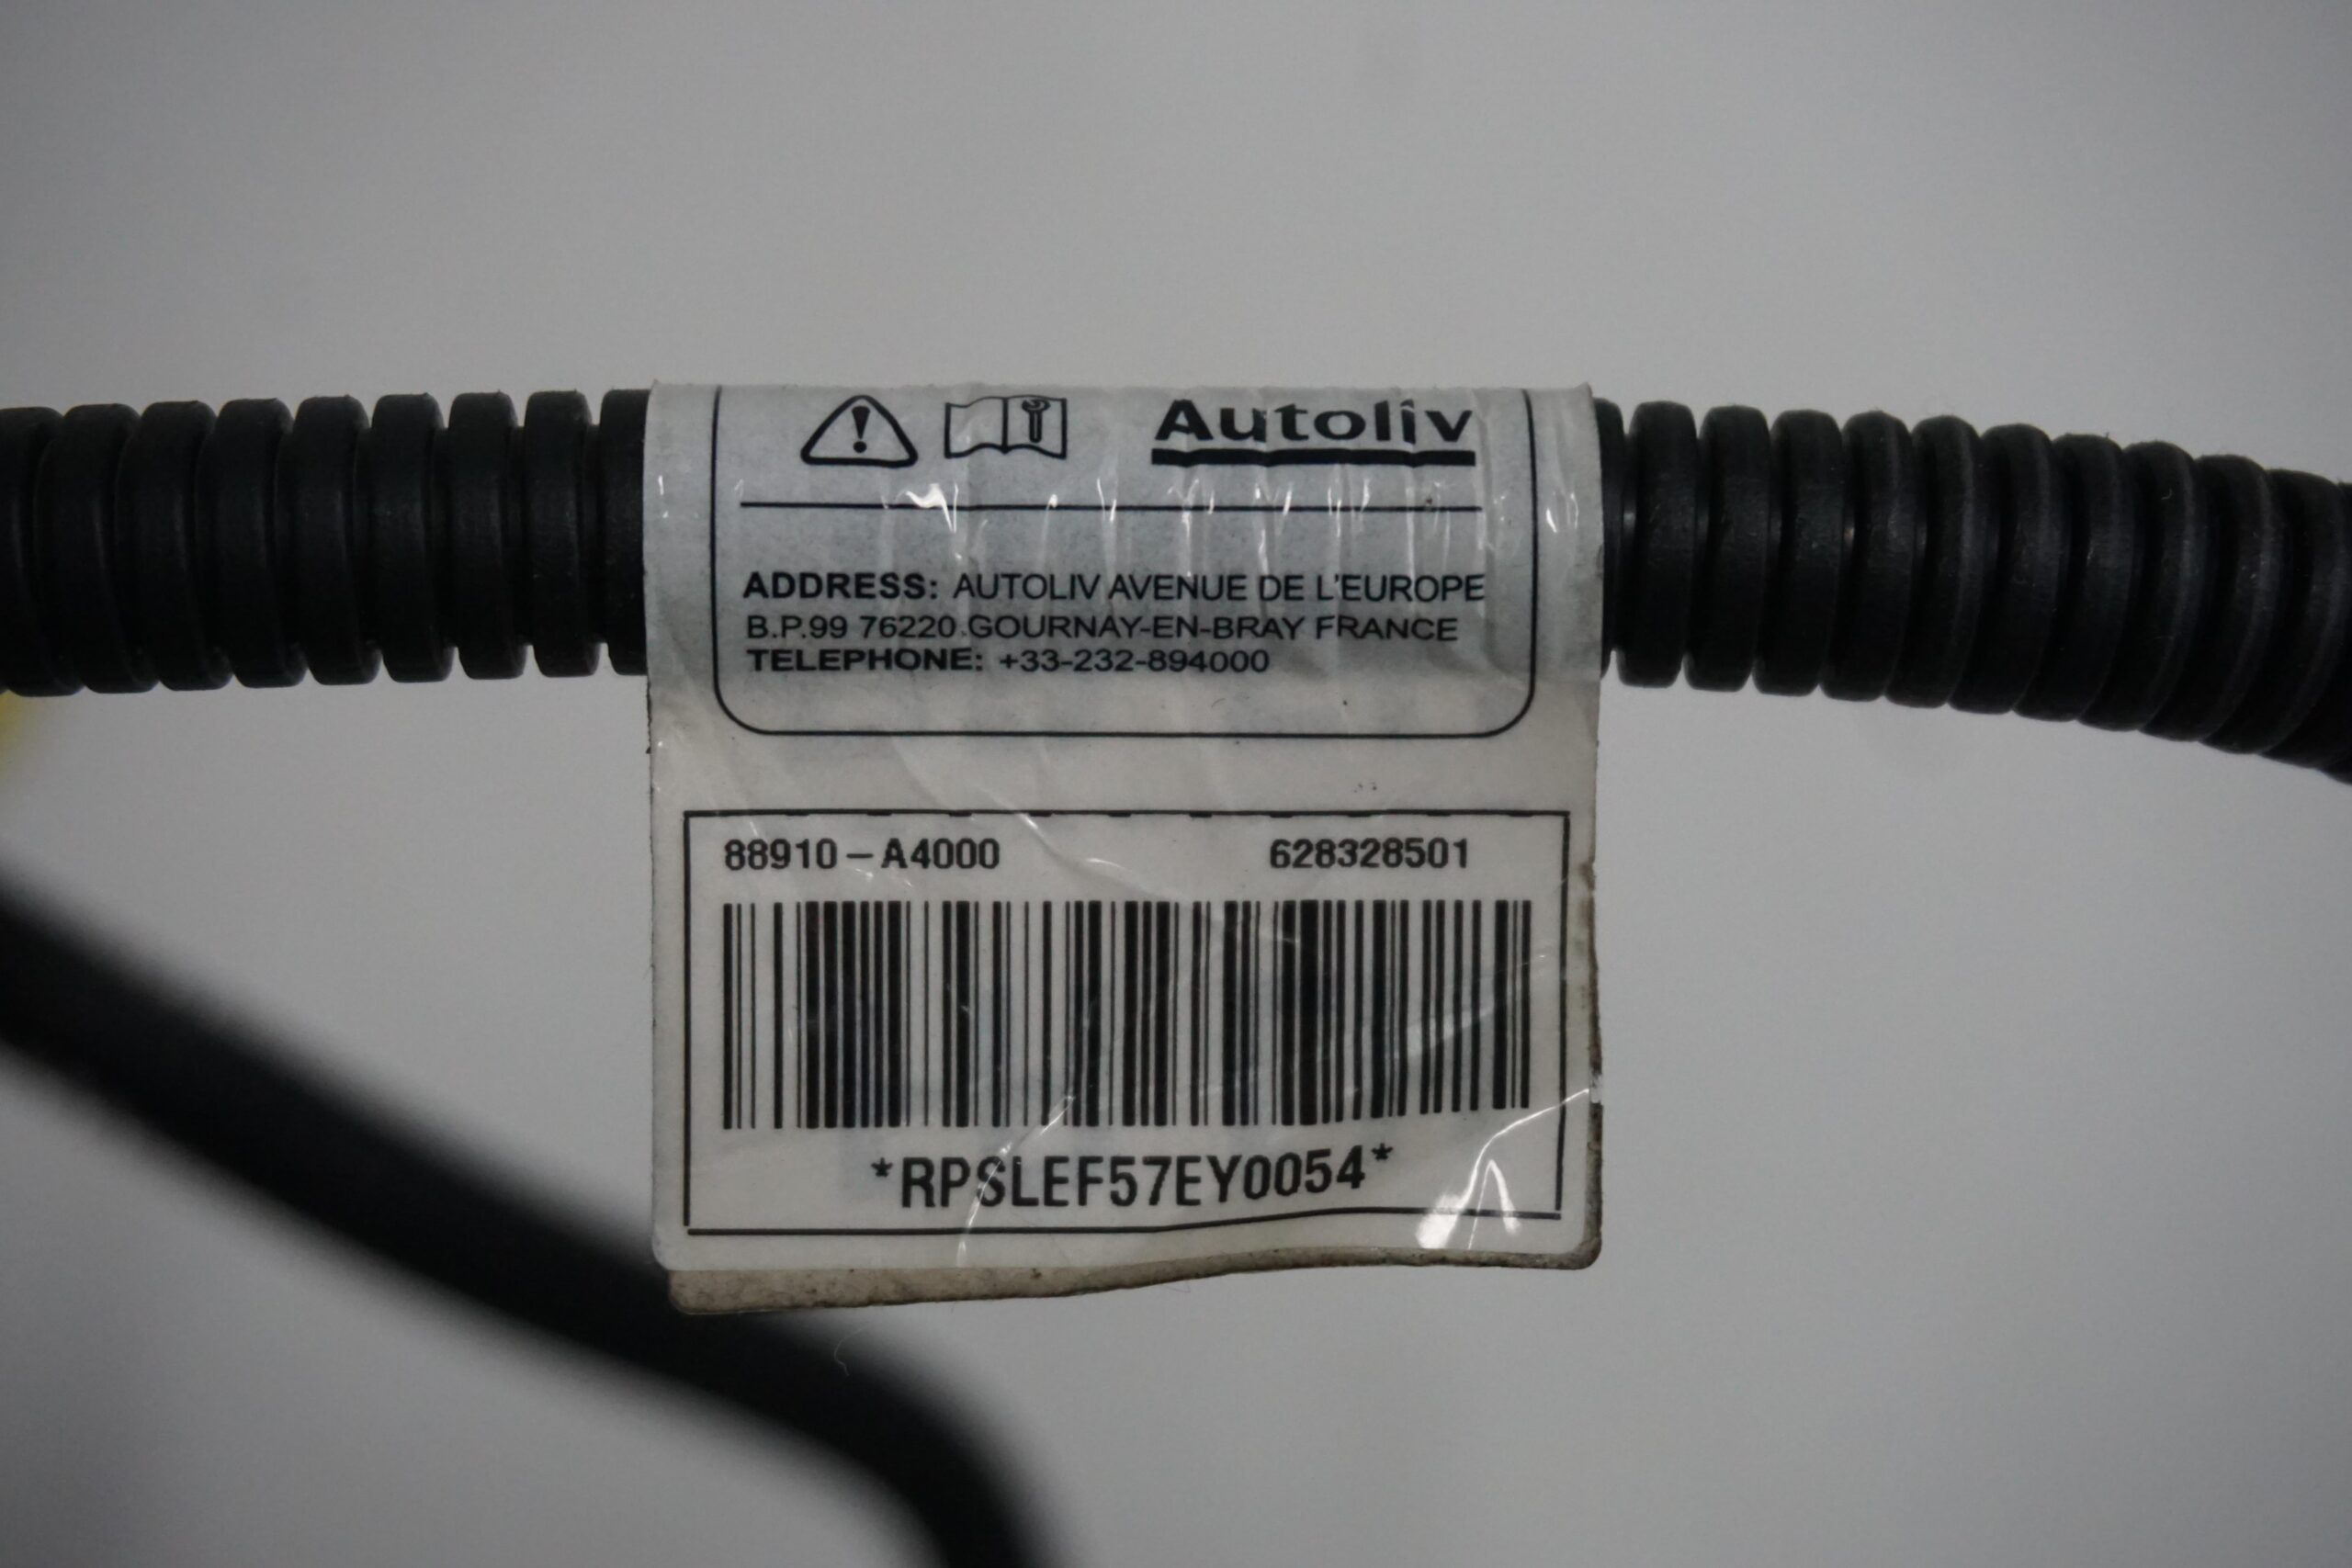 Autoliv
ADDRESS: AUTOLIV AVENUE DE L'EUROPE
B.P.99 76220 GOURNAY-EN-BRAY FRANCE
TELEPHONE: +33-232-894000
88910-A4000 628328501
*RPSLEF57EY0054*